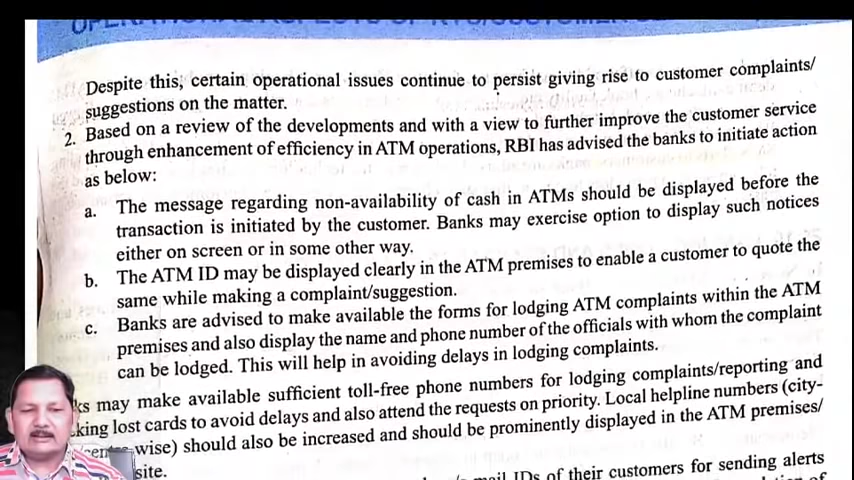 OPERATIONAL ASPECTS OF
Despite this, certain operational issues continue to persist giving rise to customer complaints/
suggestions on the matter.
2. Based on a review of the developments and with a view to further improve the customer service
through enhancement of efficiency in ATM operations, RBI has advised the banks to initiate action
as below:
a. The message regarding non-availability of cash in ATMs should be displayed before the
transaction is initiated by the customer. Banks may exercise option to display such notices
either on screen or in some other way.
b. The ATM ID may be displayed clearly in the ATM premises to enable a customer to quote the
same while making a complaint/suggestion.
c. Banks are advised to make available the forms for lodging ATM complaints within the ATM
premises and also display the name and phone number of the officials with whom the complaint
can be lodged. This will help in avoiding delays in lodging complaints.
ks may make available sufficient toll-free phone numbers for lodging complaints/reporting and
king lost cards to avoid delays and also attend the requests on priority. Local helpline numbers (city-
wise) should also be increased and should be prominently displayed in the ATM premises/
site.
mail IDs of their customers for sending alerts